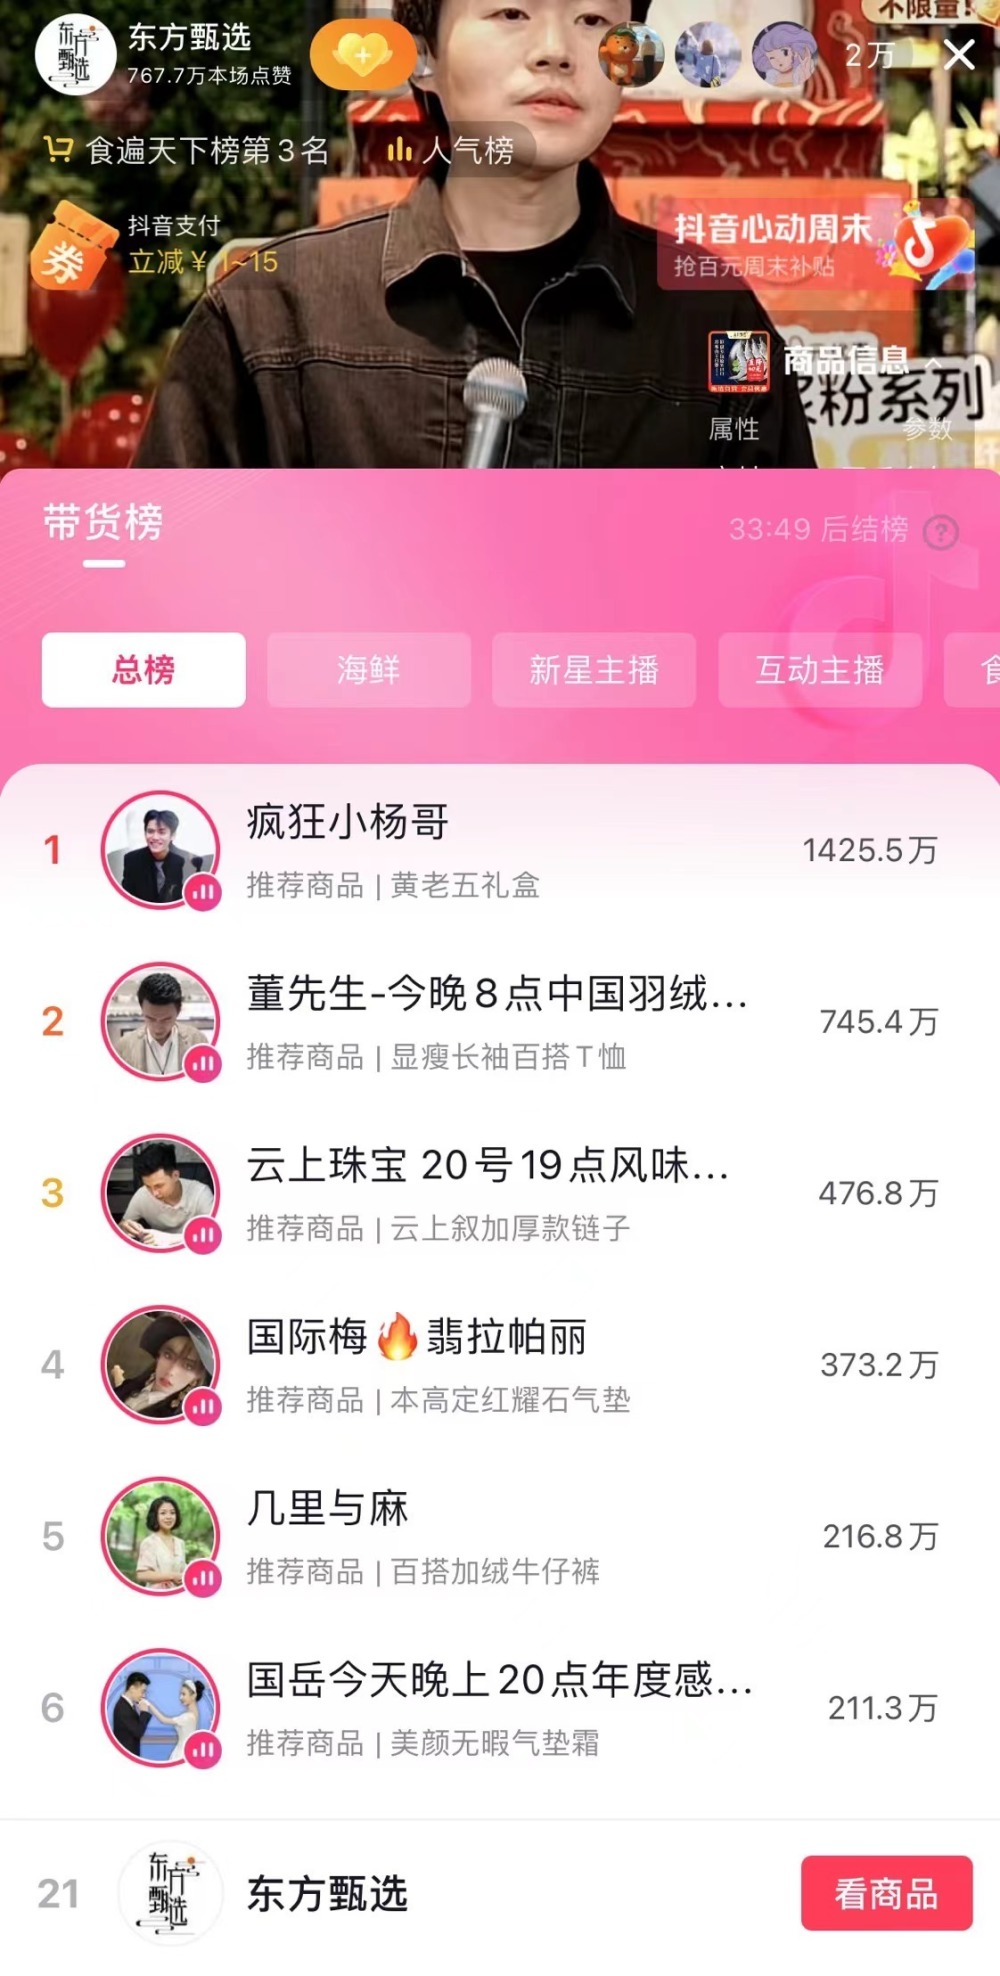 东方甄选
767.7万本场点赞
2万
不限量!
食遍天下榜第3名
人气榜
券
抖音支付
立减¥1~15
抖音心动周末
抢百元周末补贴
商品信息
浆粉系列
属性
参数
带货榜
33:49 后结榜
?
总榜
海鲜
新星主播
互动主播
食
1
疯狂小杨哥
推荐商品 | 黄老五礼盒
1425.5万
2
董先生-今晚8点中国羽绒...
推荐商品 | 显瘦长袖百搭T恤
745.4万
3
云上珠宝 20号19点风味...
推荐商品 | 云上叙加厚款链子
476.8万
4
国际梅🔥翡拉帕丽
推荐商品 | 本高定红耀石气垫
373.2万
5
几里与麻
推荐商品 | 百搭加绒牛仔裤
216.8万
6
国岳今天晚上20点年度感...
推荐商品 | 美颜无暇气垫霜
211.3万
21
东方甄选
东方甄选
看商品